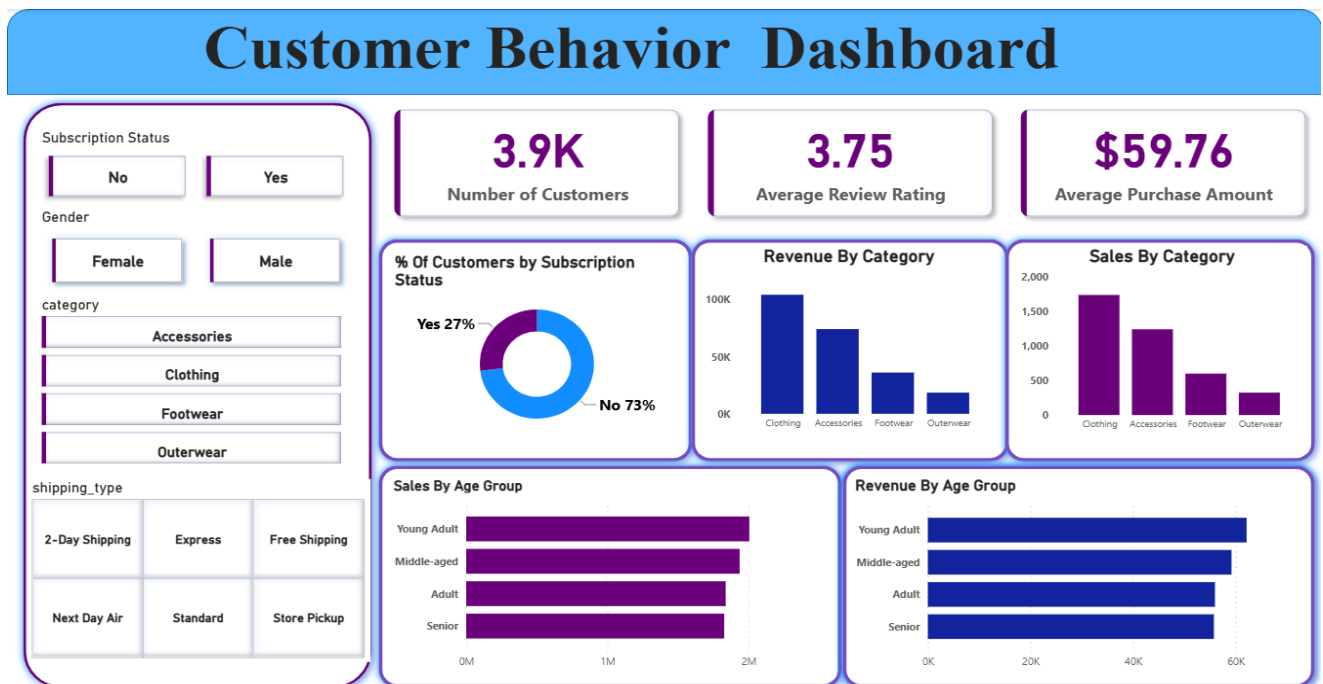 Customer Behavior  Dashboard
Subscription Status
No
Yes
Gender
Female
Male
category
Accessories
Clothing
Footwear
Outerwear
shipping_type
2-Day Shipping
Express
Free Shipping
Next Day Air
Standard
Store Pickup
3.9K
Number of Customers
3.75
Average Review Rating
$59.76
Average Purchase Amount
% Of Customers by Subscription
Status
Yes 27%
No 73%
Revenue By Category
100K
50K
0K
Clothing
Accessories
Footwear
Outerwear
Sales By Category
2,000
1,500
1,000
500
0
Clothing
Accessories
Footwear
Outerwear
Sales By Age Group
Young Adult
Middle-aged
Adult
Senior
0M
1M
2M
Revenue By Age Group
Young Adult
Middle-aged
Adult
Senior
0K
20K
40K
60K